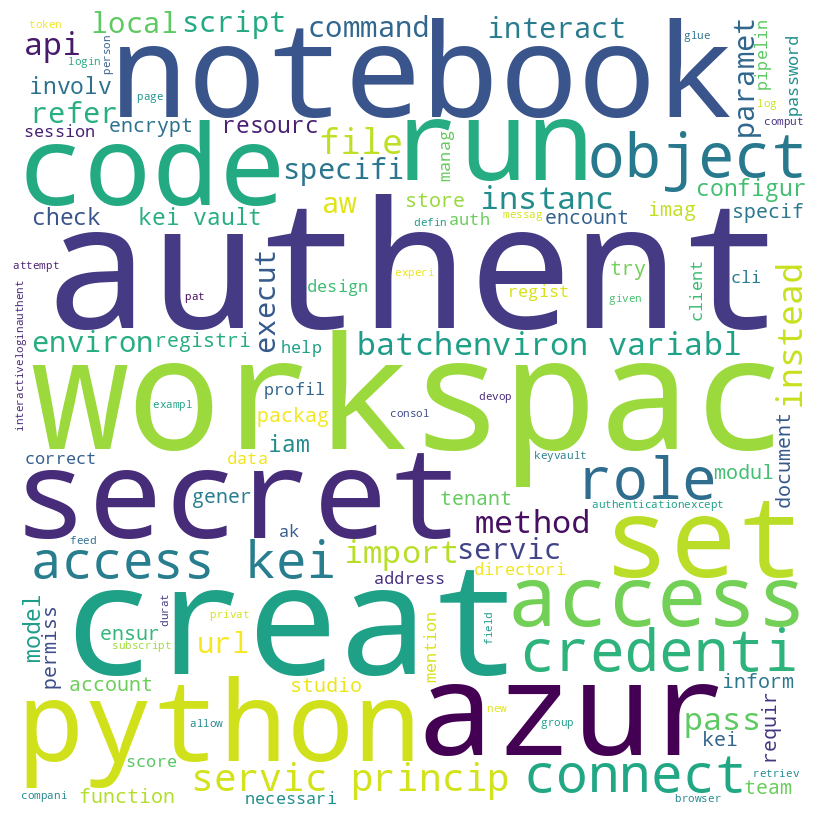 token local script command interact glue
api login person notebook paramet pipelin password
involv page log
refer encrypt resourc file run manag object comput
session code specifi configur
check kei vault aw store auth instanc encount imag specif
defin messag
attempt authent
pat execut design experi regist try given client cli
interactiveloginauthent
environ registri help batchenviron variabl instead
workspac
exampl profil packag consol devop
iam
correct data keyvault role modul document
secret gener tenant authenticationexcept
feed ak method set
access kei import servic
address directori
model creat access
ensur durat privat url mention field credenti
permiss subscript
account studio azur inform
python allow new group pass kei requir
score servic princip connect team retriev
compani function necessari browser